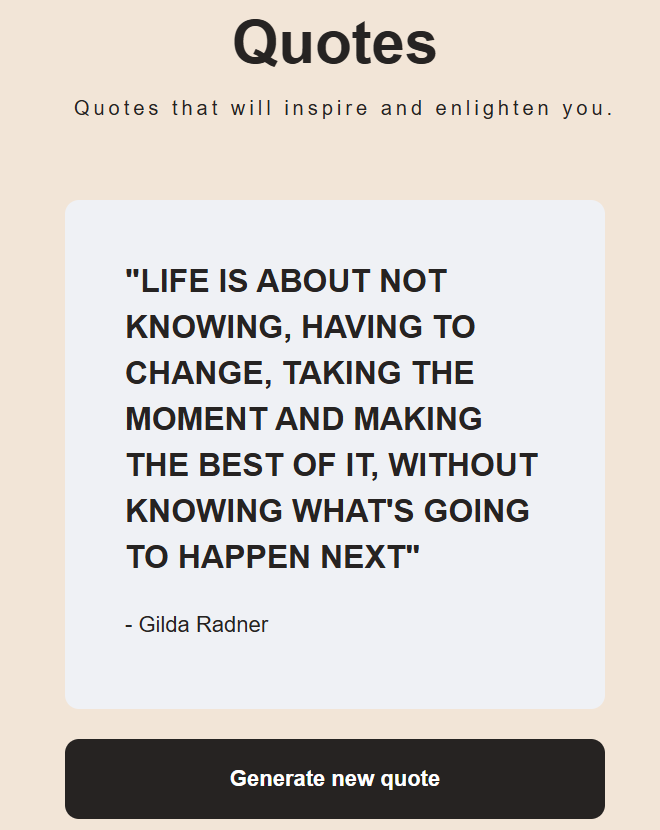 Quotes
Quotes that will inspire and enlighten you.
"LIFE IS ABOUT NOT
KNOWING, HAVING TO
CHANGE, TAKING THE
MOMENT AND MAKING
THE BEST OF IT, WITHOUT
KNOWING WHAT'S GOING
TO HAPPEN NEXT"
- Gilda Radner
Generate new quote